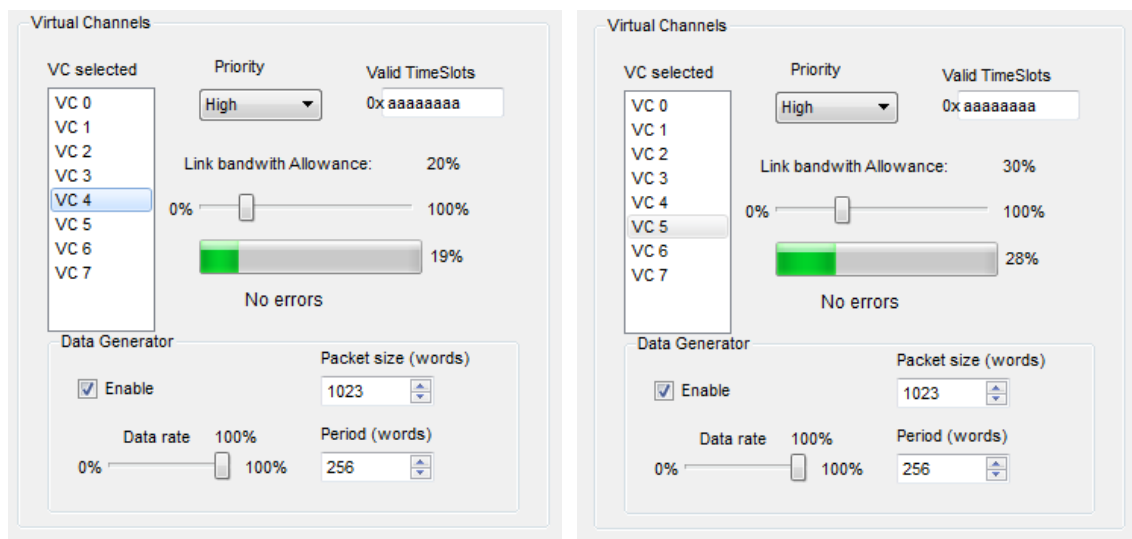 Virtual Channels
VC selected
Priority
Valid TimeSlots
VC 0
VC 1
VC 2
VC 3
VC 4
VC 5
VC 6
VC 7
High
0x aaaaaaaa
Link bandwith Allowance: 20%
0% 100%
19%
No errors
Data Generator
Enable
Packet size (words)
1023
Data rate 100%
0% 100%
Period (words)
256
Virtual Channels
VC selected
Priority
Valid TimeSlots
VC 0
VC 1
VC 2
VC 3
VC 4
VC 5
VC 6
VC 7
High
0x aaaaaaaa
Link bandwith Allowance: 30%
0% 100%
28%
No errors
Data Generator
Enable
Packet size (words)
1023
Data rate 100%
0% 100%
Period (words)
256